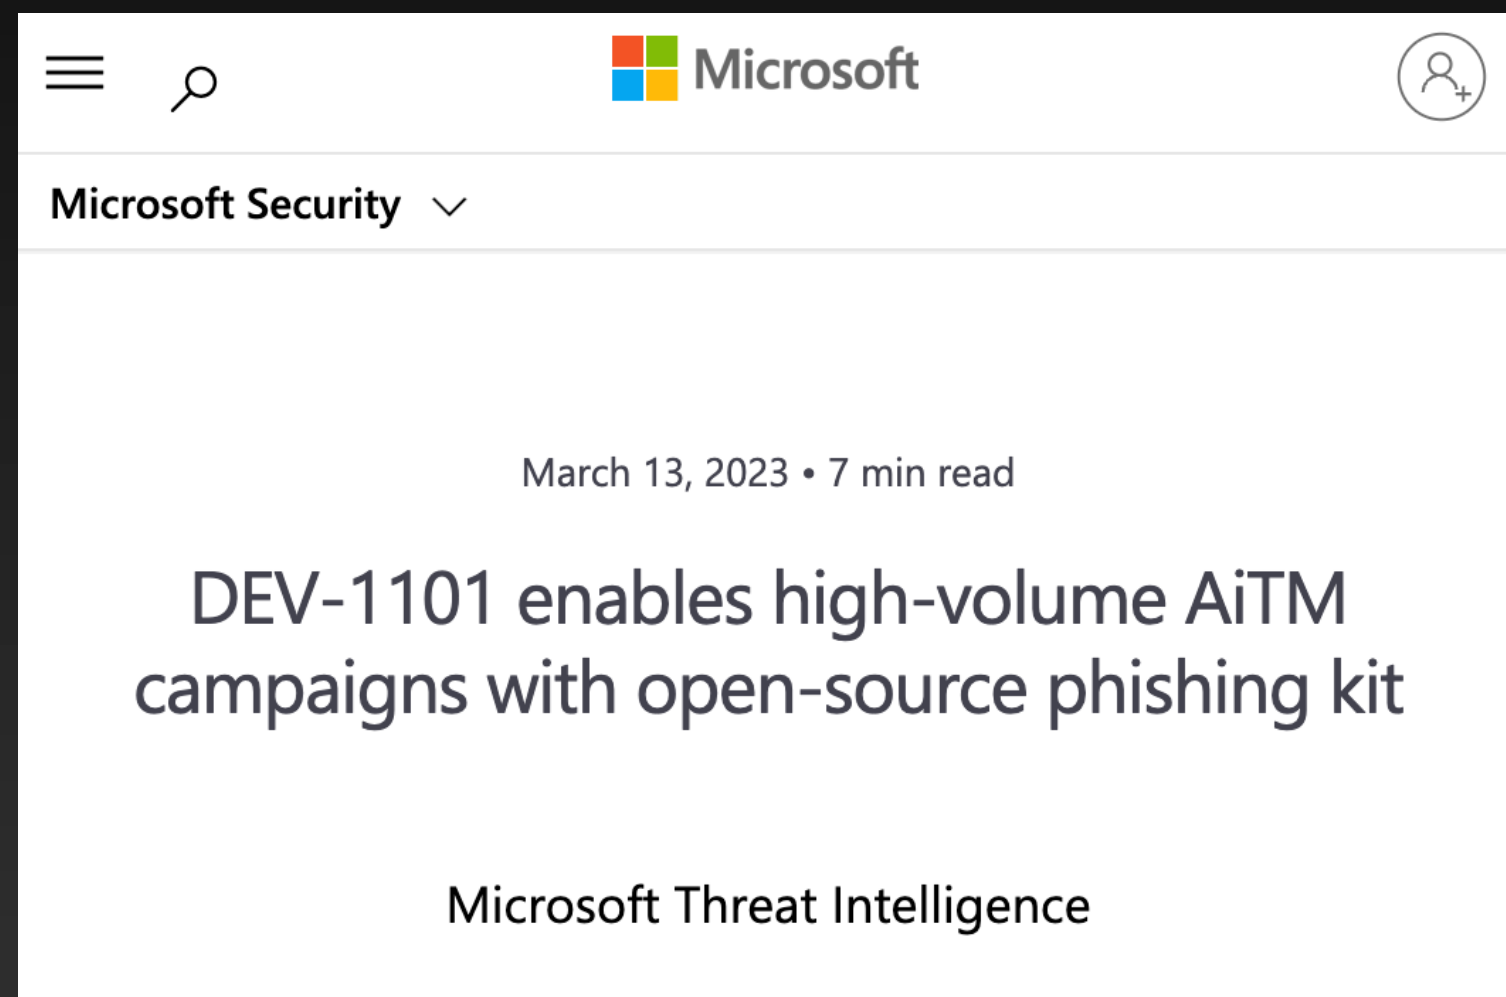 Microsoft
Microsoft Security
March 13, 2023 • 7 min read
DEV-1101 enables high-volume AiTM
campaigns with open-source phishing kit
Microsoft Threat Intelligence